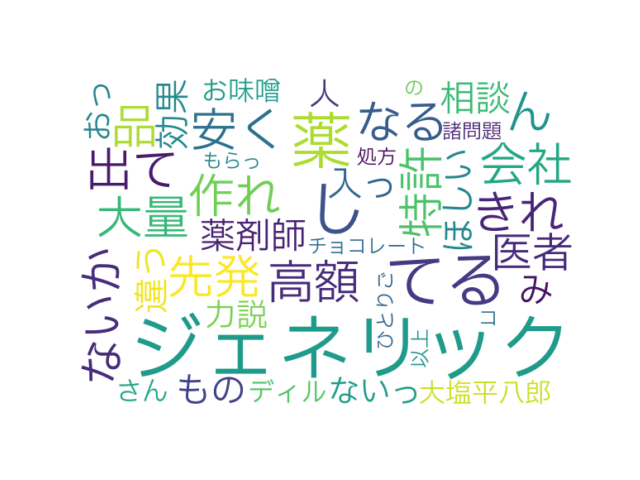 お味噌
人
の
相談
おっ
品
効果
安く
薬
なる
諸問題
ん
出て
もらっ
処方
作れ
入っ
特許
ほしい
会社
し
大量
きれ
薬剤師
チョコレート
医者
ないか
違う
先発
高額
てる
み
力説
ひとりご
コ
ジェネリック
以上
さん
もの
ディル
ないっ
大塩平八郎